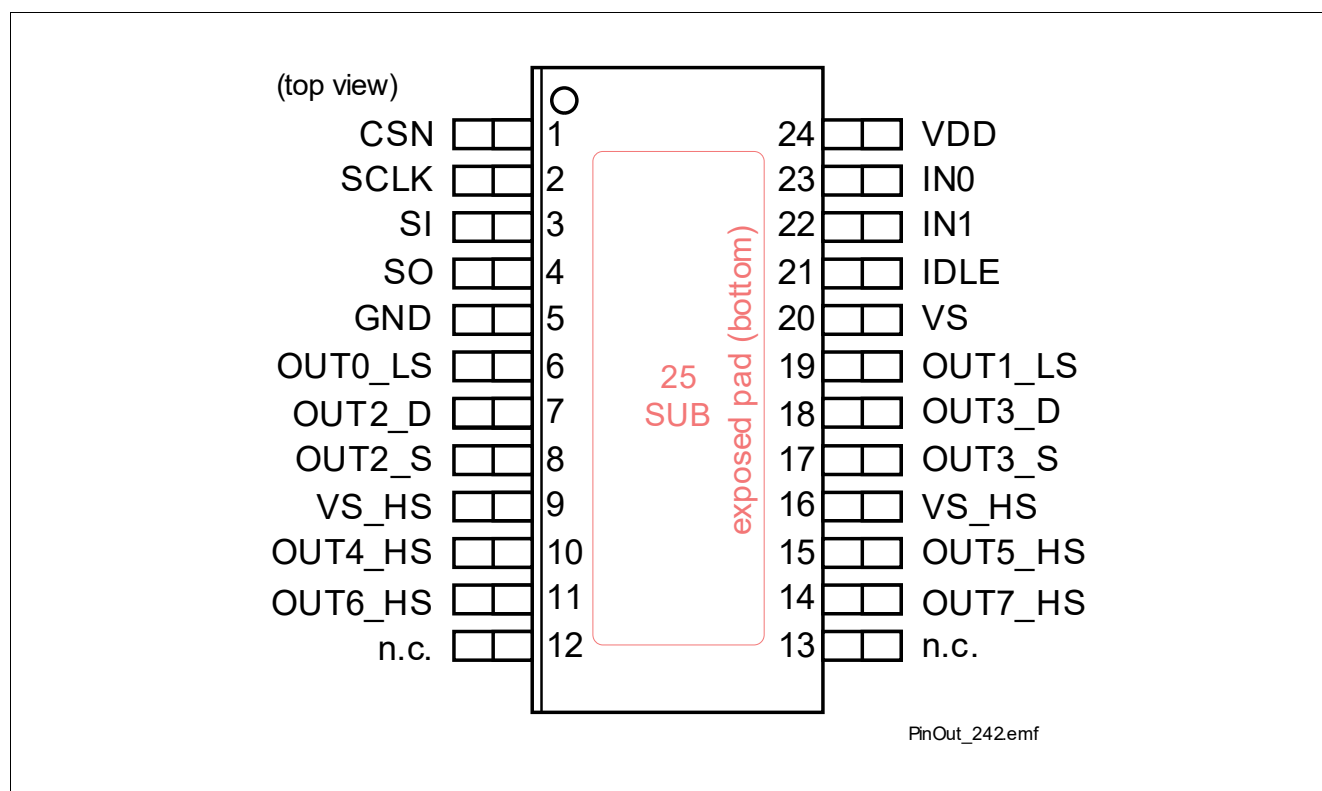 (top view)
CSN 1 24 VDD
SCLK 2 23 IN0
SI 3 22 IN1
SO 4 21 IDLE
GND 5 20 VS
OUT0_LS 6 19 OUT1_LS
OUT2_D 7 18 OUT3_D
OUT2_S 8 17 OUT3_S
VS_HS 9 16 VS_HS
OUT4_HS 10 15 OUT5_HS
OUT6_HS 11 14 OUT7_HS
n.c. 12 13 n.c.
25
SUB
exposed pad (bottom)
PinOut_242.emf